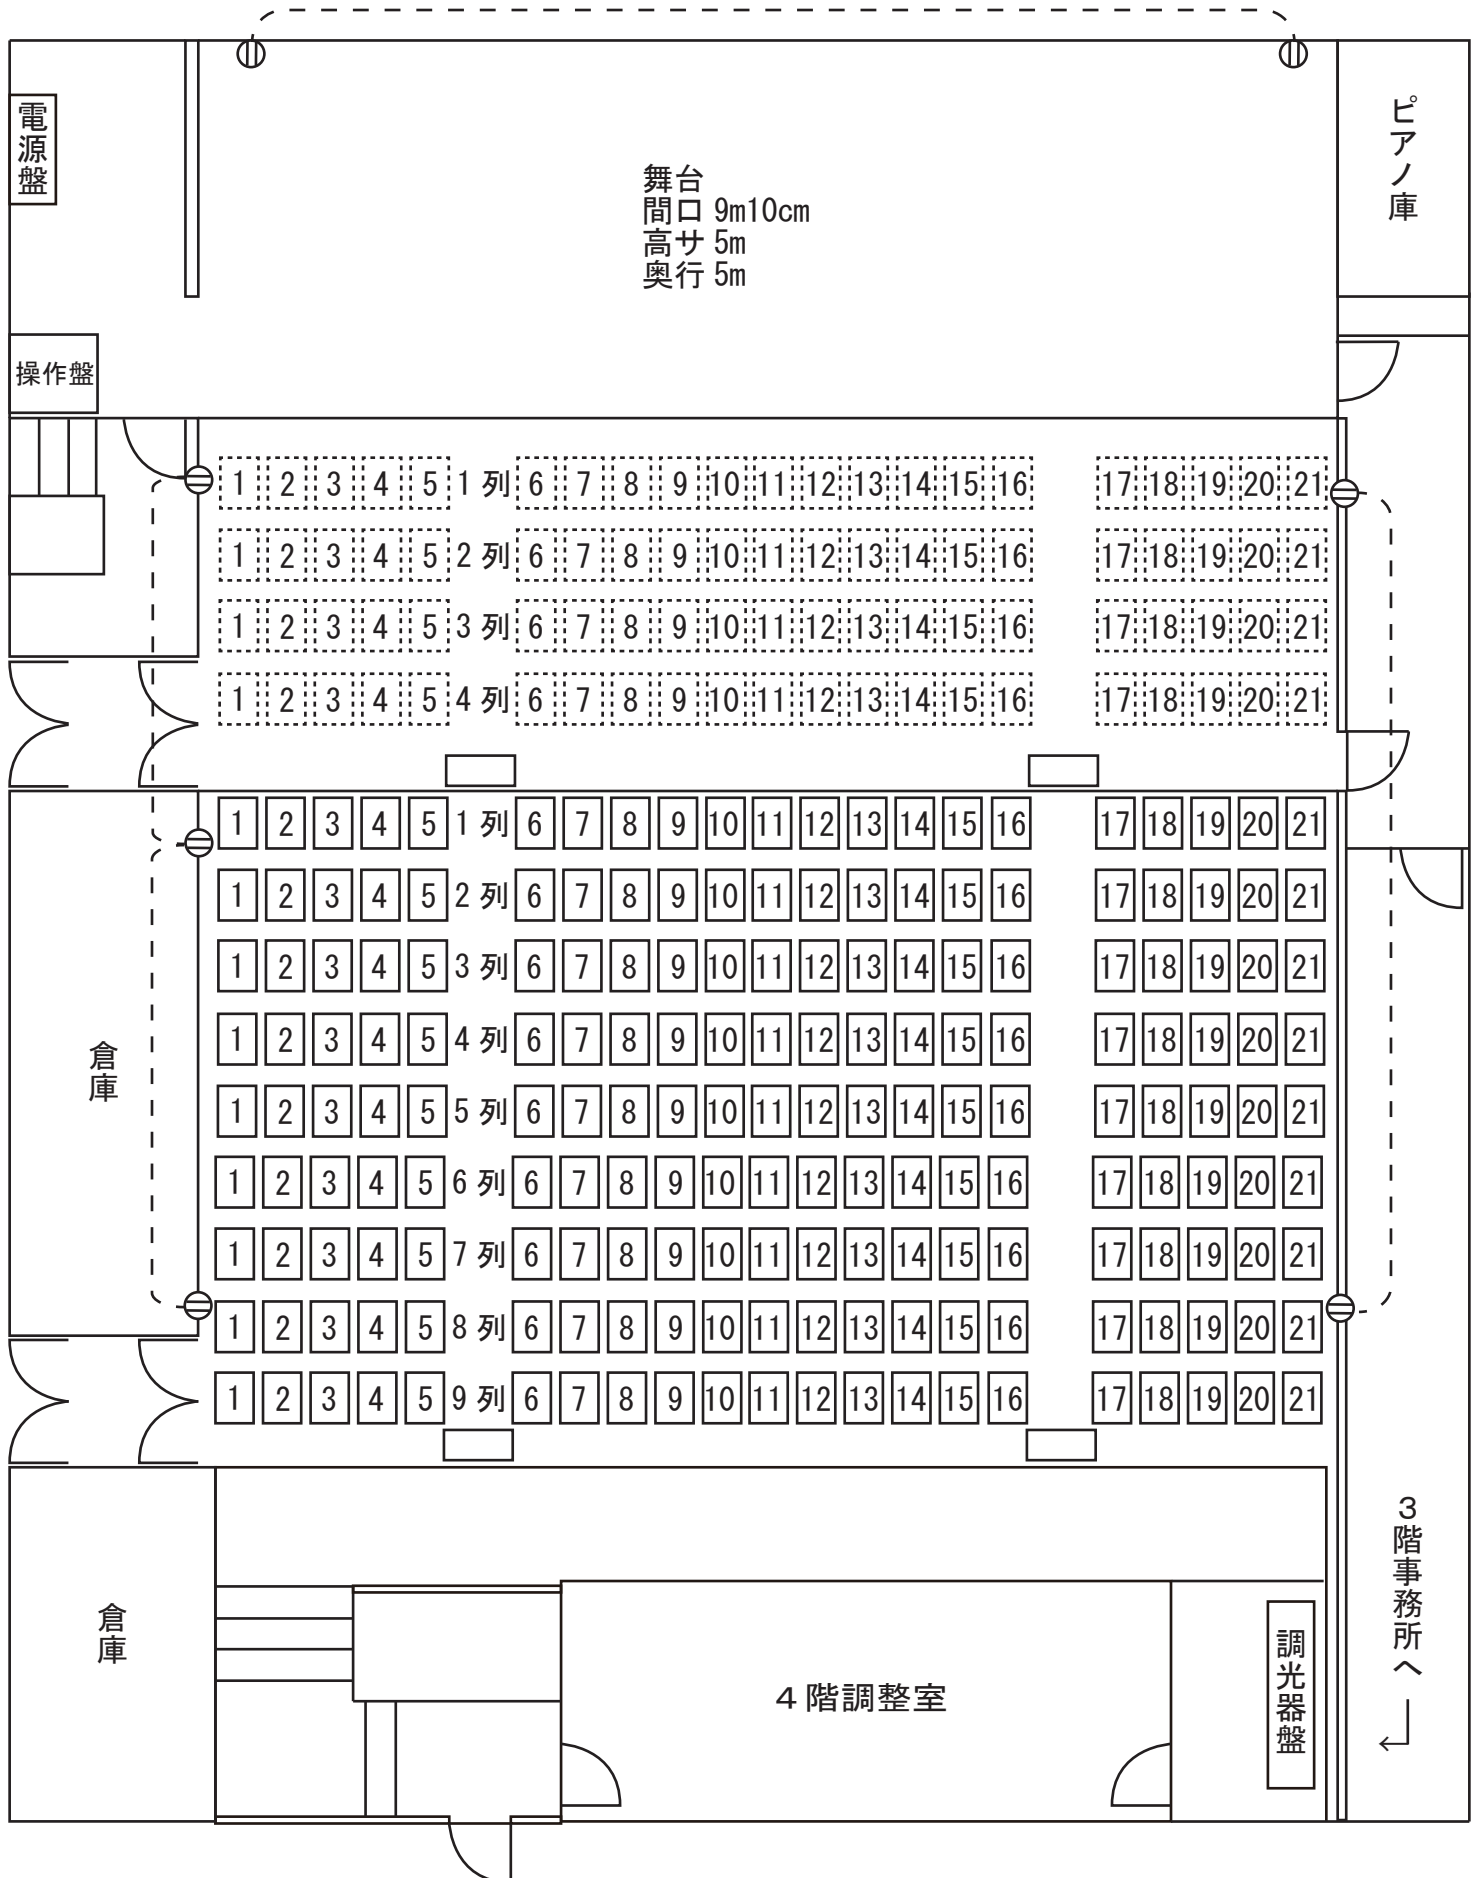 電源盤
舞台
間口 9m10cm
高サ 5m
奥行 5m
ピアノ庫
操作盤
1 2 3 4 5 1 列 6 7 8 9 10 11 12 13 14 15 16 17 18 19 20 21
1 2 3 4 5 2 列 6 7 8 9 10 11 12 13 14 15 16 17 18 19 20 21
1 2 3 4 5 3 列 6 7 8 9 10 11 12 13 14 15 16 17 18 19 20 21
1 2 3 4 5 4 列 6 7 8 9 10 11 12 13 14 15 16 17 18 19 20 21
1 2 3 4 5 1 列 6 7 8 9 10 11 12 13 14 15 16 17 18 19 20 21
1 2 3 4 5 2 列 6 7 8 9 10 11 12 13 14 15 16 17 18 19 20 21
1 2 3 4 5 3 列 6 7 8 9 10 11 12 13 14 15 16 17 18 19 20 21
1 2 3 4 5 4 列 6 7 8 9 10 11 12 13 14 15 16 17 18 19 20 21
1 2 3 4 5 5 列 6 7 8 9 10 11 12 13 14 15 16 17 18 19 20 21
1 2 3 4 5 6 列 6 7 8 9 10 11 12 13 14 15 16 17 18 19 20 21
1 2 3 4 5 7 列 6 7 8 9 10 11 12 13 14 15 16 17 18 19 20 21
1 2 3 4 5 8 列 6 7 8 9 10 11 12 13 14 15 16 17 18 19 20 21
1 2 3 4 5 9 列 6 7 8 9 10 11 12 13 14 15 16 17 18 19 20 21
倉庫
倉庫
4 階調整室
調光器盤
3階事務所へ